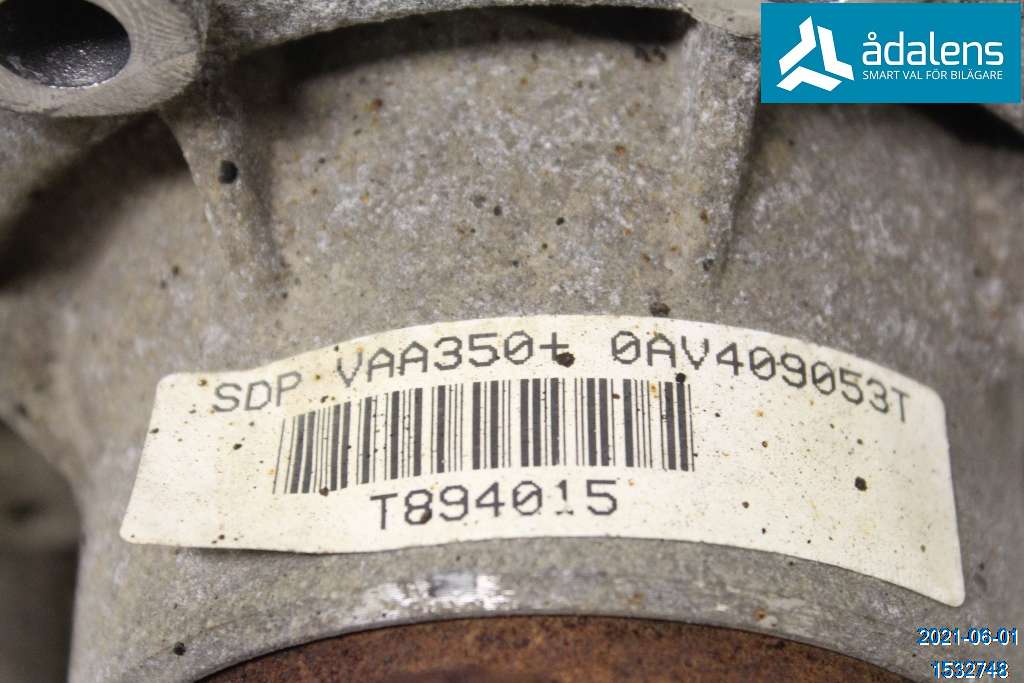 ådalens
SMART VAL FÖR BILÄGARE
SDP VAA350+ 0AV409053T
T894015
2021-06-01
1532748